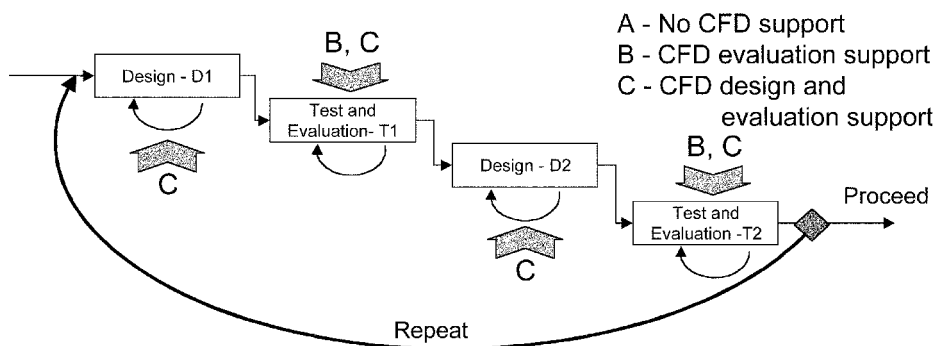 A - No CFD support
B - CFD evaluation support
C - CFD design and
evaluation support
B, C
Design - D1
C
Test and
Evaluation- T1
Design - D2
C
B, C
Test and
Evaluation -T2
Proceed
Repeat